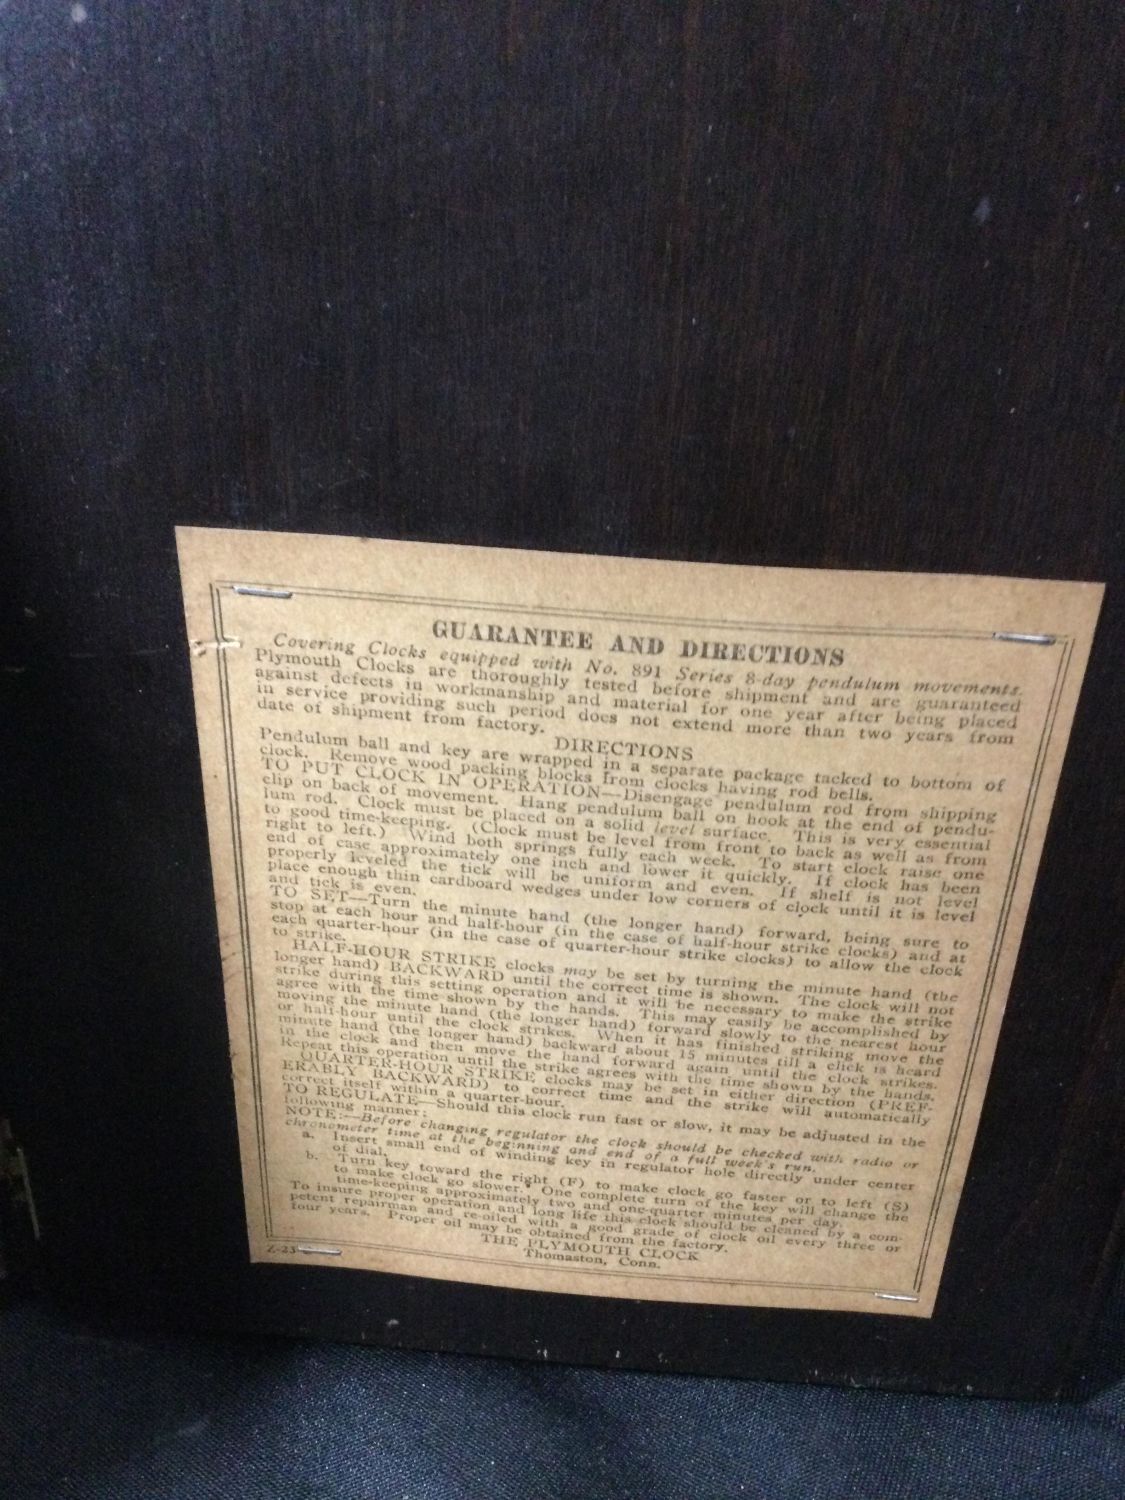 GUARANTEE AND DIRECTIONS
Covering Clocks equipped with No. 891 Series 8-day pendulum movements.
Plymouth Clocks are thoroughly tested before shipment and are guaranteed
against defects in workmanship and material for one year after being placed
in service providing such period does not extend more than two years from
date of shipment from factory.
DIRECTIONS
Pendulum ball and key are wrapped in a separate package tacked to bottom of
clock. Remove wood packing blocks from clocks having rod bells.
TO PUT CLOCK IN OPERATION—Disengage pendulum rod from shipping
clip on back of movement. Hang pendulum ball on hook at the end of pendu-
lum rod. Clock must be placed on a solid level surface. This is very essential
to good time-keeping. (Clock must be level from front to back as well as from
right to left.) Wind both springs fully each week. To start clock raise one
end of case approximately one inch and lower it quickly. If clock has been
properly leveled the tick will be uniform and even. If shelf is not level
place enough thin cardboard wedges under low corners of clock until it is level
and tick is even.
TO SET—Turn the minute hand (the longer hand) forward, being sure to
stop at each hour and half-hour (in the case of half-hour strike clocks) and at
each quarter-hour (in the case of quarter-hour strike clocks) to allow the clock
to strike.
HALF-HOUR STRIKE clocks may be set by turning the minute hand (the
longer hand) BACKWARD until the correct time is shown. The clock will not
strike during this setting operation and it will be necessary to make the strike
agree with the time shown by the hands. This may easily be accomplished by
moving the minute hand (the longer hand) forward slowly to the nearest hour
or half-hour until the clock strikes. When it has finished striking move the
minute hand (the longer hand) backward about 15 minutes till a click is heard
in the clock and then move the hand forward again until the clock strikes.
Repeat this operation until the strike agrees with the time shown by the hands.
QUARTER-HOUR STRIKE clocks may be set in either direction (PREF-
ERABLY BACKWARD) to correct time and the strike will automatically
correct itself within a quarter-hour.
TO REGULATE—Should this clock run fast or slow, it may be adjusted in the
following manner:
NOTE:—Before changing regulator the clock should be checked with radio or
chronometer time at the beginning and end of a full week's run.
a. Insert small end of winding key in regulator hole directly under center
of dial.
b. Turn key toward the right (F) to make clock go faster or to left (S)
to make clock go slower. One complete turn of the key will change the
time-keeping approximately two and one-quarter minutes per day.
To insure proper operation and long life this clock should be cleaned by a com-
petent repairman and re-oiled with a good grade of clock oil every three or
four years. Proper oil may be obtained from the factory.
THE PLYMOUTH CLOCK
Thomaston, Conn.
Z-23